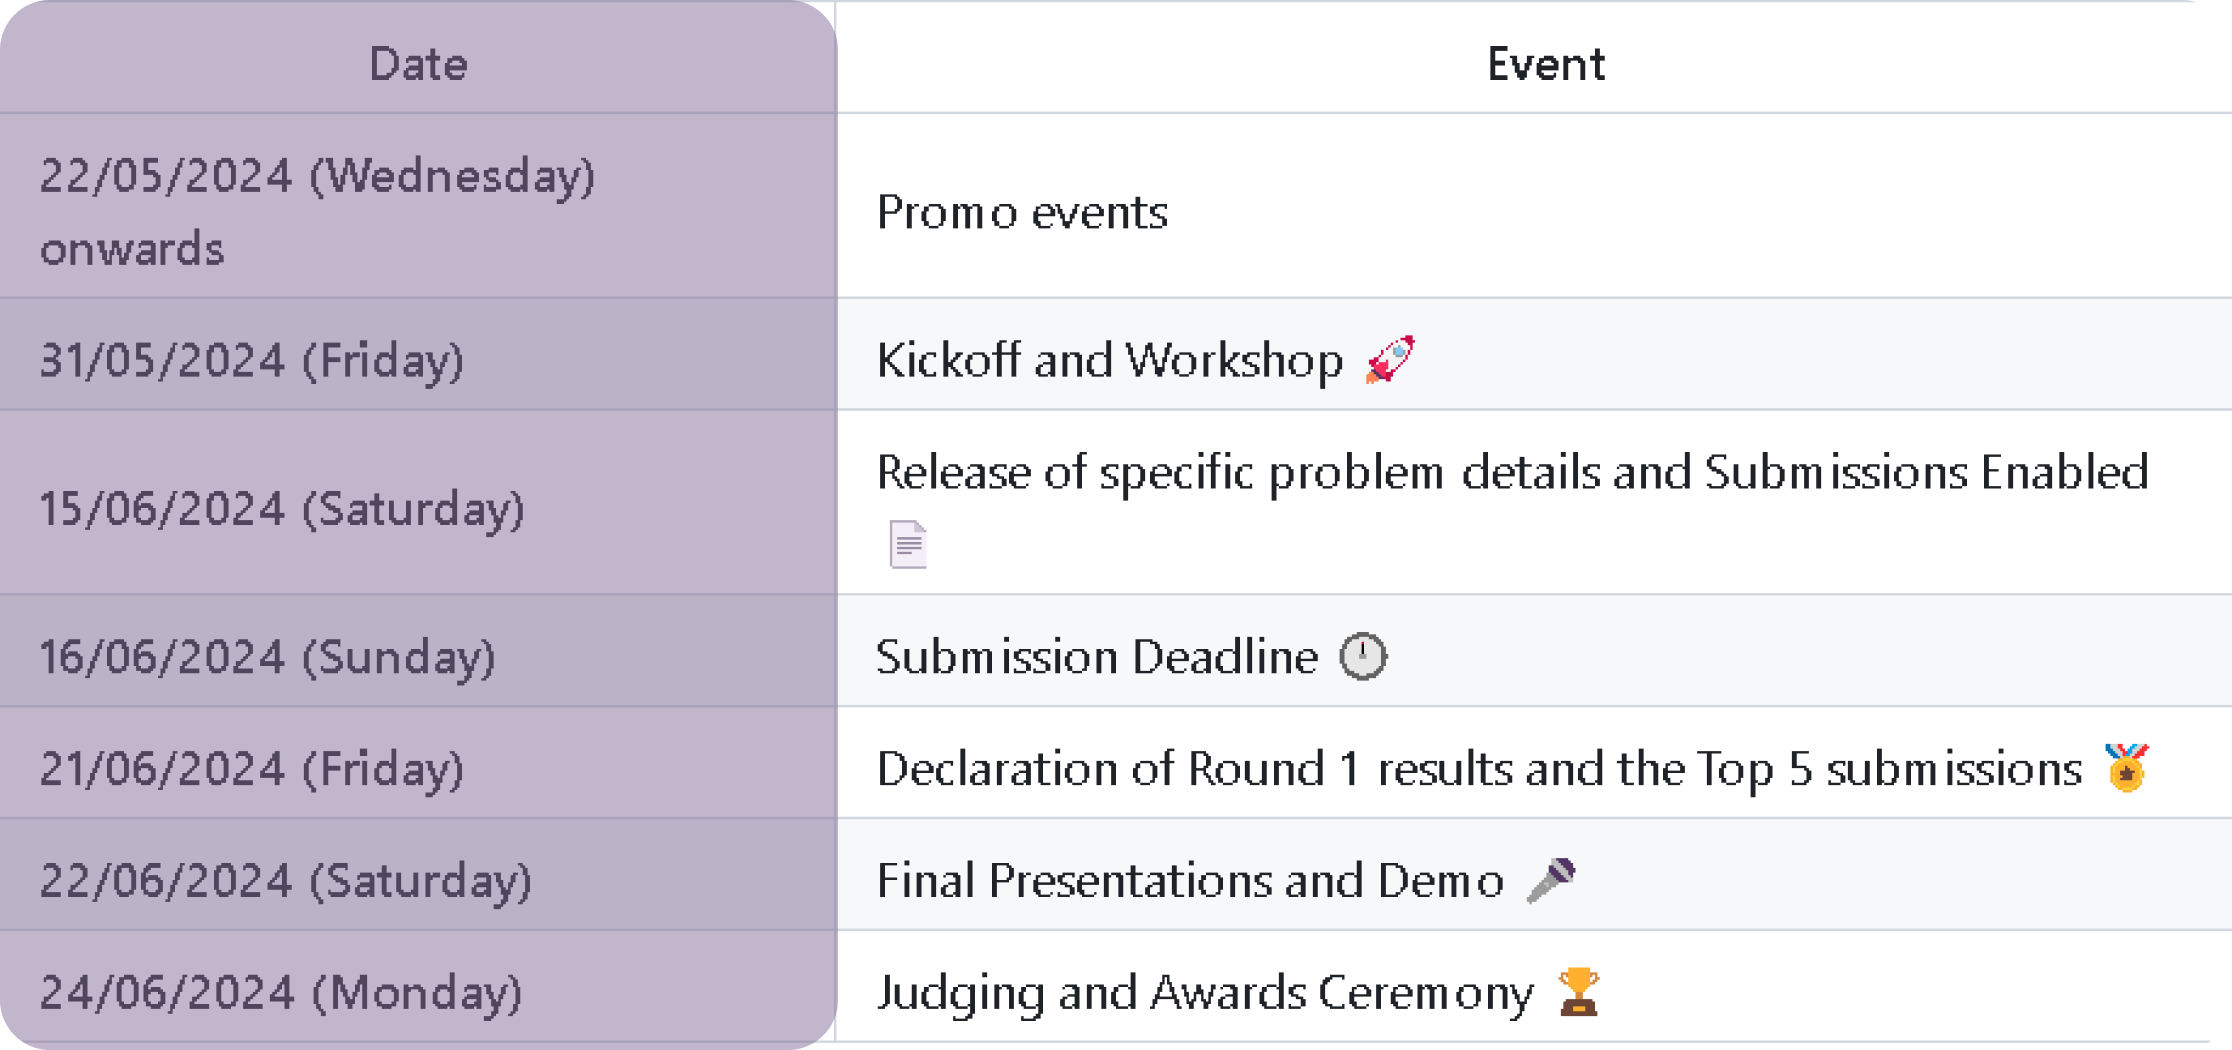 Date
Event
22/05/2024 (Wednesday)
onwards
Promo events
31/05/2024 (Friday)
Kickoff and Workshop 🚀
15/06/2024 (Saturday)
Release of specific problem details and Submissions Enabled
📄
16/06/2024 (Sunday)
Submission Deadline 🕛
21/06/2024 (Friday)
Declaration of Round 1 results and the Top 5 submissions 🏅
22/06/2024 (Saturday)
Final Presentations and Demo 🎤
24/06/2024 (Monday)
Judging and Awards Ceremony 🏆